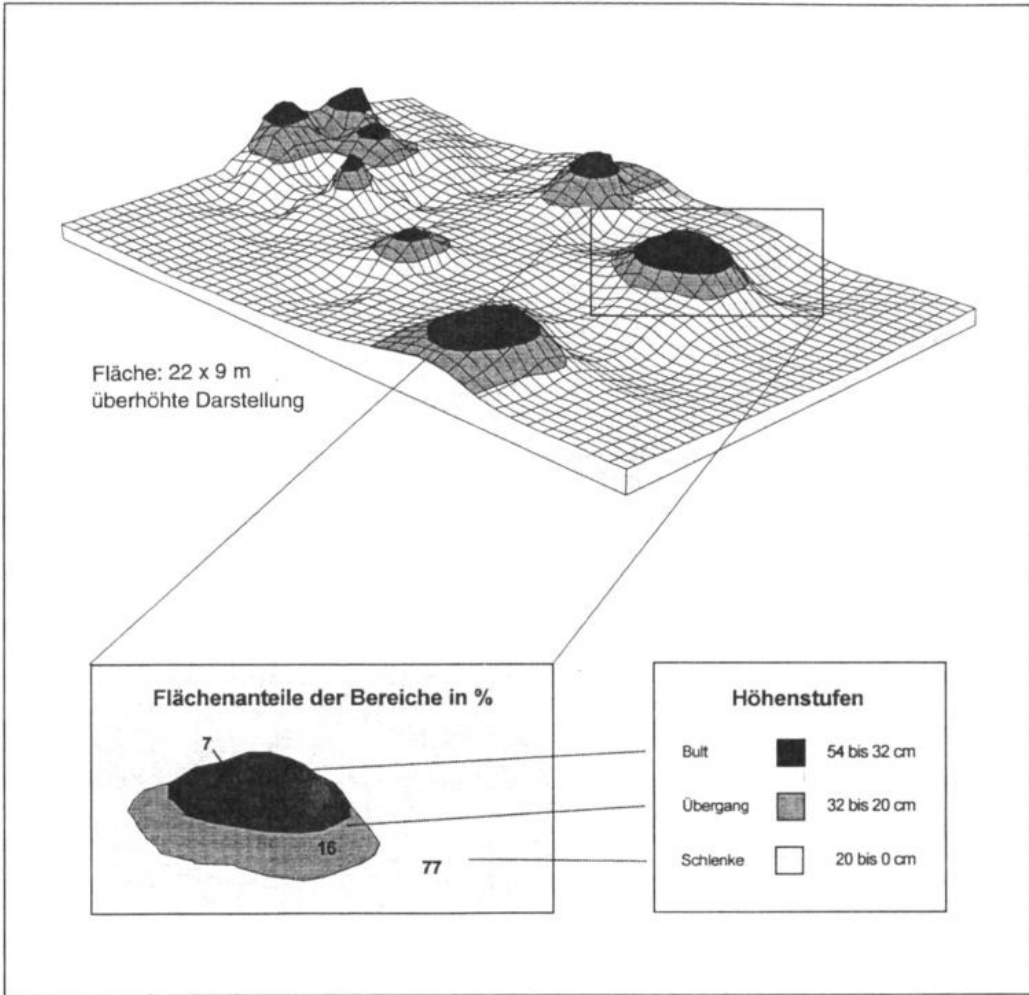 Fläche: 22 x 9 m
überhöhte Darstellung
Flächenanteile der Bereiche in %
7
16
77
Höhenstufen
Bult 54 bis 32 cm
Übergang 32 bis 20 cm
Schlenke 20 bis 0 cm